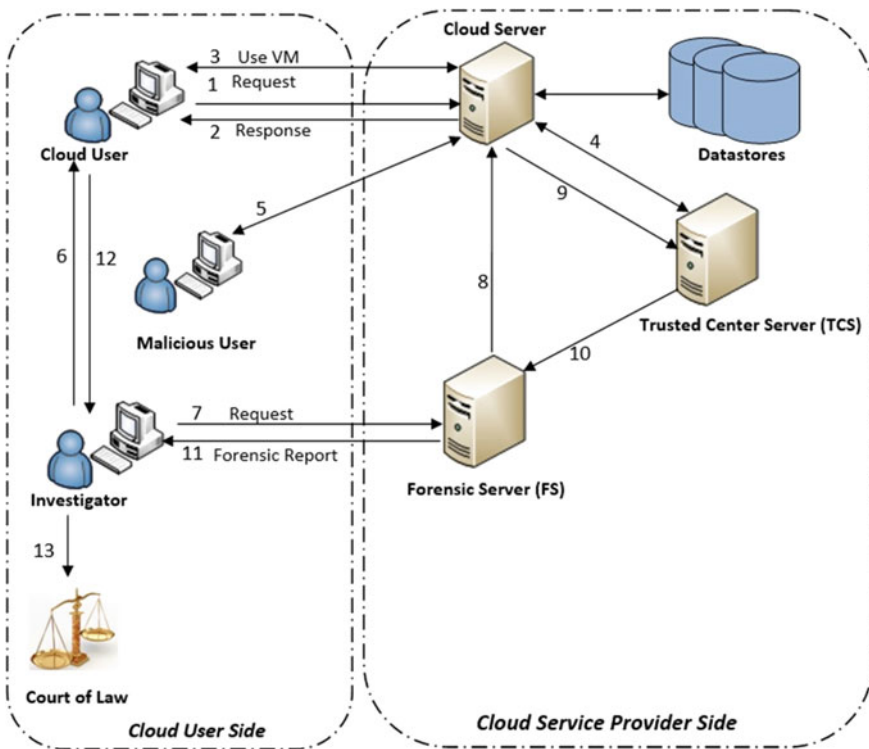 Cloud Server
3 Use VM
1 Request
2 Response
Cloud User
Datastores
4
9
5
6
12
8
Malicious User
Trusted Center Server (TCS)
10
7 Request
11 Forensic Report
Investigator
Forensic Server (FS)
13
Court of Law
Cloud User Side
Cloud Service Provider Side